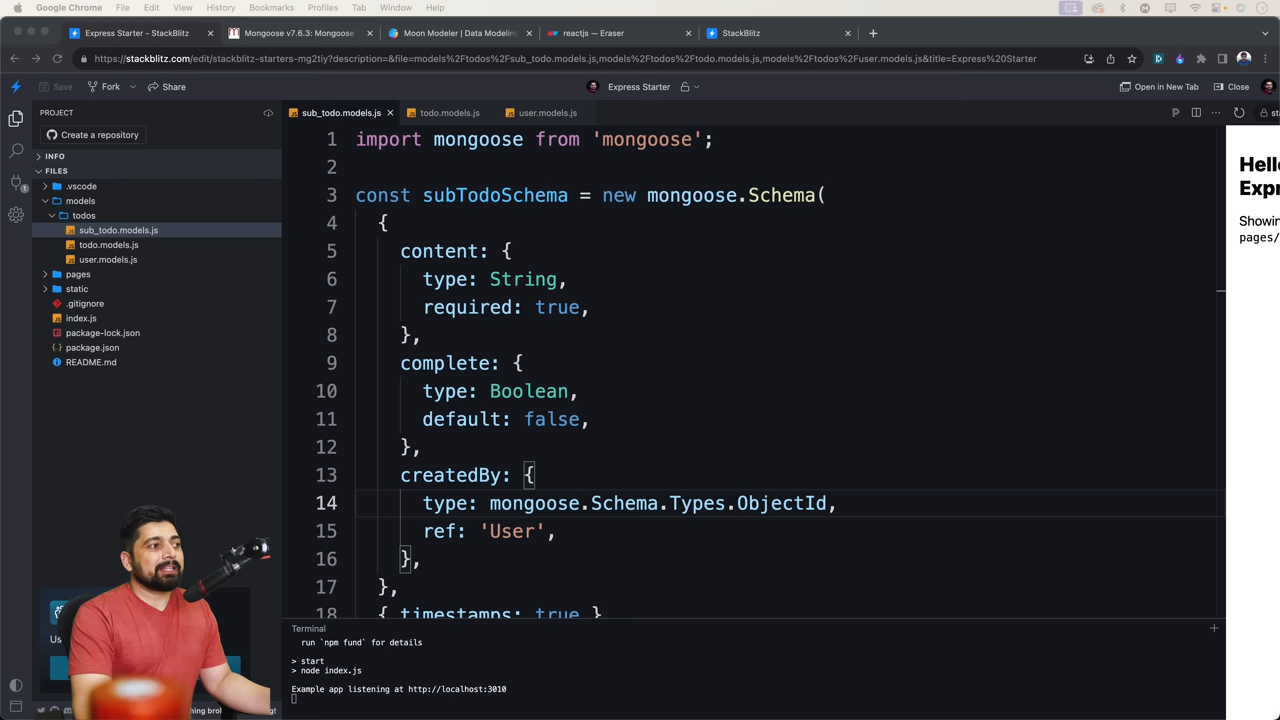 Google Chrome File Edit View History Bookmarks Profiles Tab Window Help
Express Starter - StackBlitz Mongoose v7.6.3: Mongoose Moon Modeler | Data Modeling reactjs — Eraser StackBlitz
https://stackblitz.com/edit/stackblitz-starters-mg2tiy?description=&file=models%2Ftodos%2Fsub_todo.models.js,models%2Ftodos%2Ftodo.models.js,models%2Ftodos%2Fuser.models.js&title=Express%20Starter
Save Fork Share Express Starter Open in New Tab Close
PROJECT
Create a repository
INFO
FILES
.vscode
models
todos
sub_todo.models.js
todo.models.js
user.models.js
pages
static
.gitignore
index.js
package-lock.json
package.json
README.md
sub_todo.models.js todo.models.js user.models.js
1 import mongoose from 'mongoose';
2
3 const subTodoSchema = new mongoose.Schema(
4 {
5 content: {
6 type: String,
7 required: true,
8 },
9 complete: {
10 type: Boolean,
11 default: false,
12 },
13 createdBy: {
14 type: mongoose.Schema.Types.ObjectId,
15 ref: 'User',
16 },
17 },
18 { timestamps: true }
Terminal
run `npm fund` for details
> start
> node index.js
Example app listening at http://localhost:3010
Hello
Expr
Showin
pages/